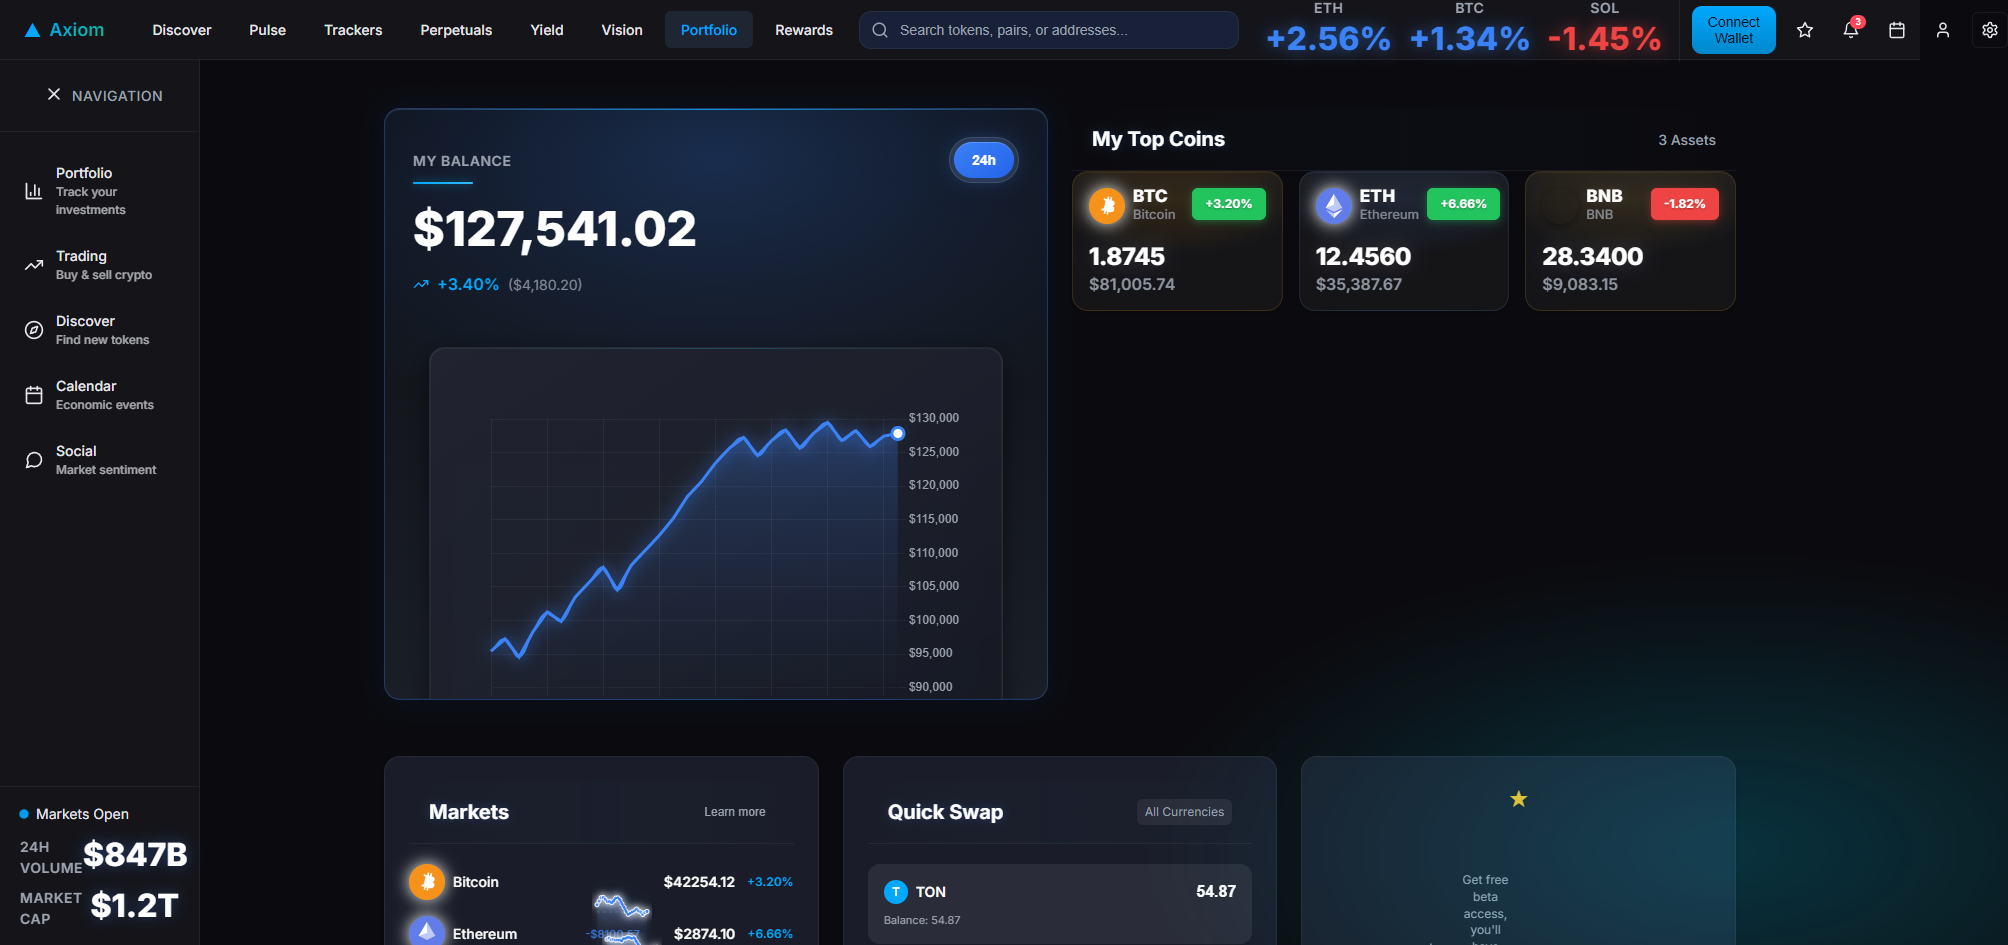 Axiom
Discover
Pulse
Trackers
Perpetuals
Yield
Vision
Portfolio
Rewards
Search tokens, pairs, or addresses...
ETH
+2.56%
BTC
+1.34%
SOL
-1.45%
Connect
Wallet
3
NAVIGATION
Portfolio
Track your
investments
Trading
Buy & sell crypto
Discover
Find new tokens
Calendar
Economic events
Social
Market sentiment
Markets Open
24H
VOLUME
$847B
MARKET
CAP
$1.2T
MY BALANCE
24h
$127,541.02
+3.40% ($4,180.20)
$130,000
$125,000
$120,000
$115,000
$110,000
$105,000
$100,000
$95,000
$90,000
My Top Coins
3 Assets
BTC
Bitcoin
+3.20%
1.8745
$81,005.74
ETH
Ethereum
+6.66%
12.4560
$35,387.67
BNB
BNB
-1.82%
28.3400
$9,083.15
Markets
Learn more
Bitcoin
$42254.12 +3.20%
Ethereum
$2874.10 +6.66%
Quick Swap
All Currencies
T TON
54.87
Balance: 54.87
Get free
beta
access,
you'll